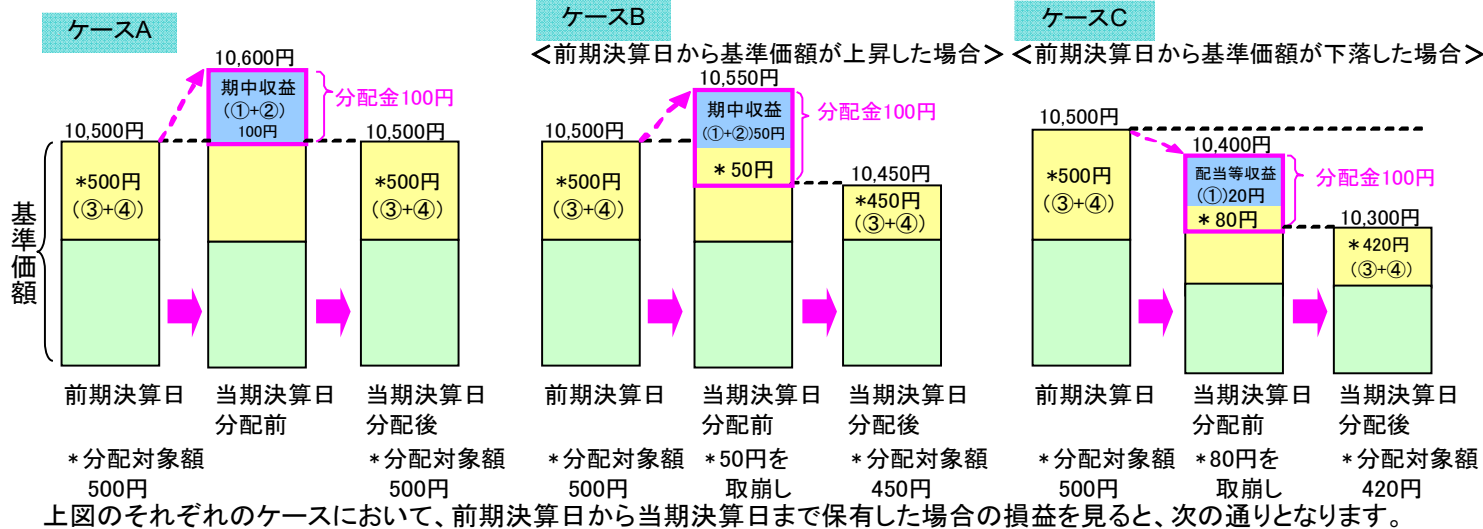 ケースA
10,600円
期中収益
(①+②)
100円
分配金100円
10,500円
*500円
(③+④)
10,500円
*500円
(③+④)
基準価額
前期決算日
当期決算日
分配前
当期決算日
分配後
*分配対象額
500円
*分配対象額
500円
ケースB
<前期決算日から基準価額が上昇した場合>
10,550円
期中収益
(①+②)50円
*50円
分配金100円
10,500円
*500円
(③+④)
10,450円
*450円
(③+④)
前期決算日
当期決算日
分配前
当期決算日
分配後
*分配対象額
500円
*50円を
取崩し
*分配対象額
450円
ケースC
<前期決算日から基準価額が下落した場合>
10,500円
*500円
(③+④)
10,400円
配当等収益
(①)20円
*80円
分配金100円
10,300円
*420円
(③+④)
前期決算日
当期決算日
分配前
当期決算日
分配後
*分配対象額
500円
*80円を
取崩し
*分配対象額
420円
上図のそれぞれのケースにおいて、前期決算日から当期決算日まで保有した場合の損益を見ると、次の通りとなります。